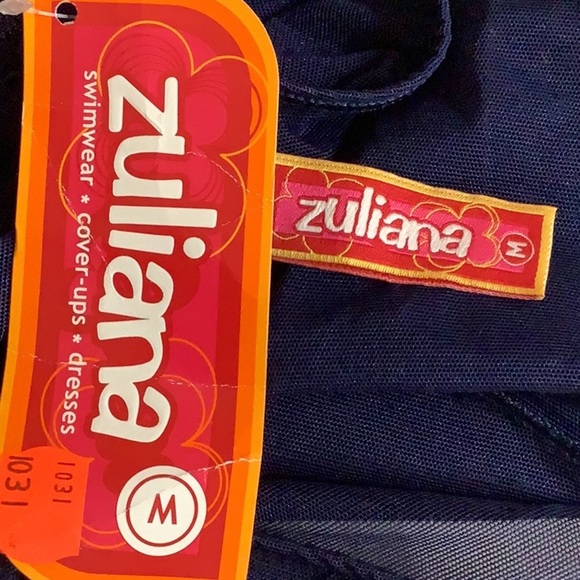 zuliana
swimwear * cover-ups * dresses
M
1031
1031
zuliana M